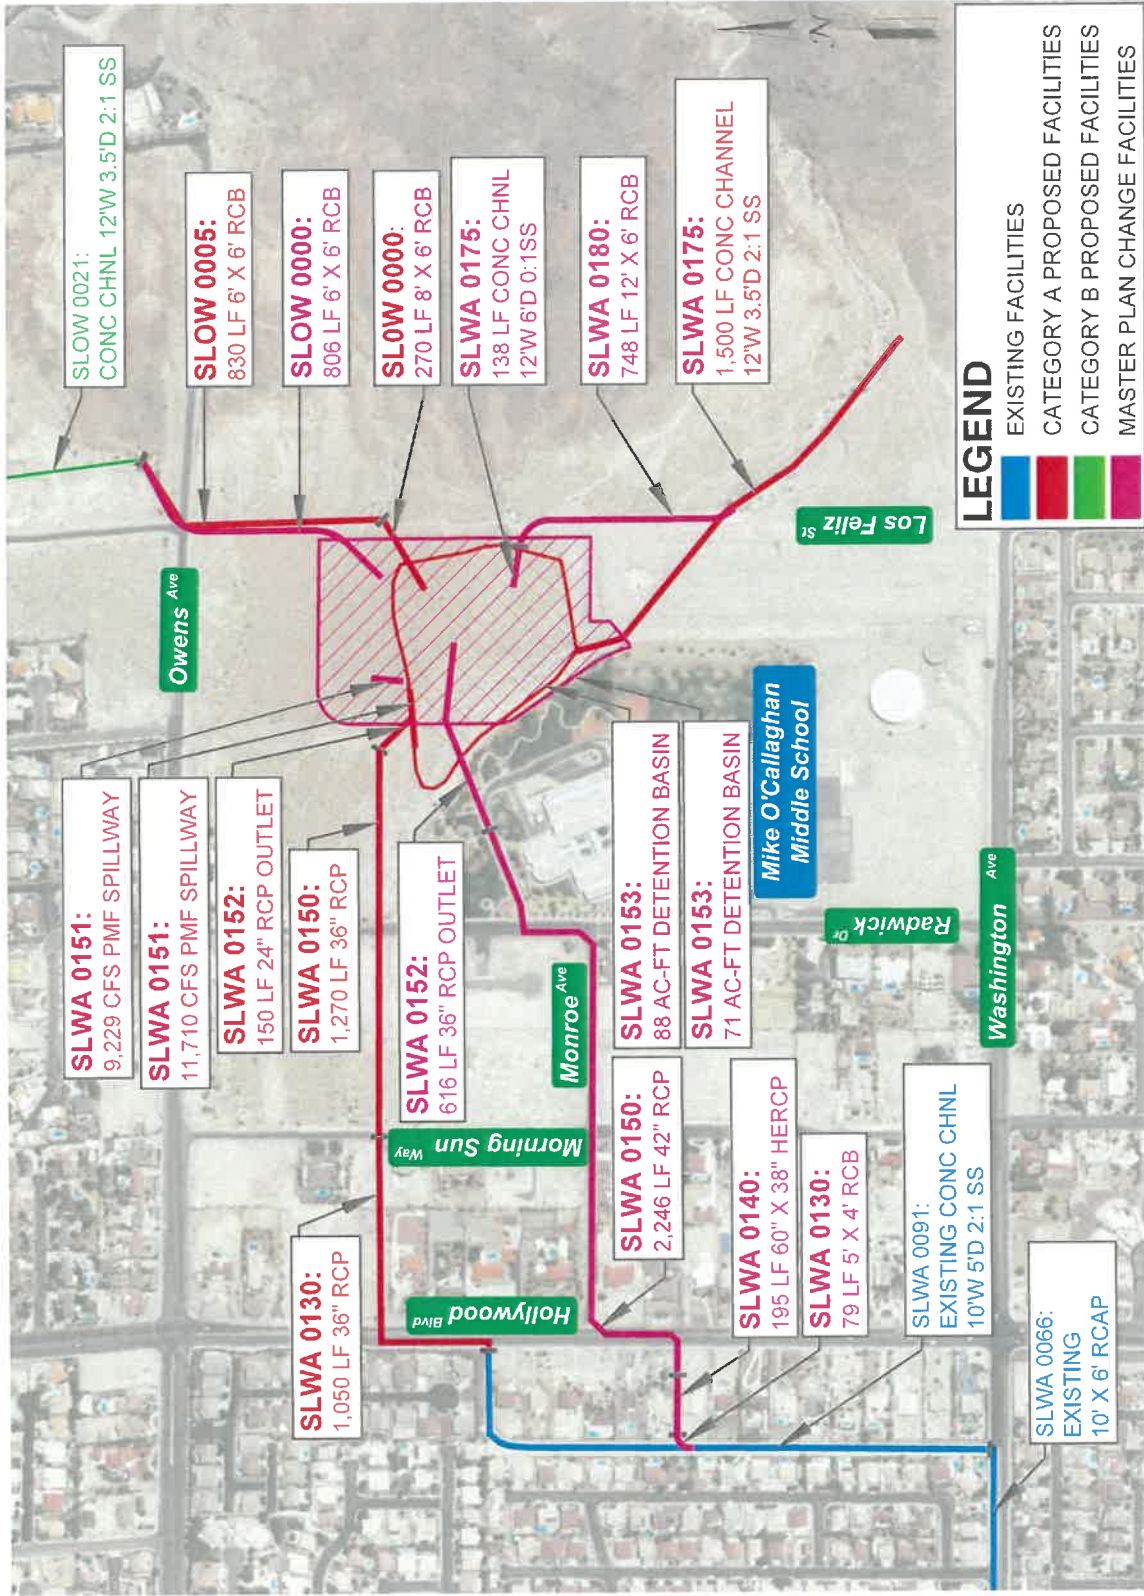 SLOW 0021:
CONC CHNL 12'W 3.5'D 2:1 SS
SLOW 0005:
830 LF 6' X 6' RCB
SLOW 0000:
806 LF 6' X 6' RCB
SLOW 0000:
270 LF 8' X 6' RCB
SLWA 0175:
138 LF CONC CHNL
12'W 6'D 0:1SS
SLWA 0180:
748 LF 12' X 6' RCB
SLWA 0175:
1,500 LF CONC CHANNEL
12'W 3.5'D 2:1 SS
N
Owens Ave
Los Feliz St
SLWA 0151:
9,229 CFS PMF SPILLWAY
SLWA 0151:
11,710 CFS PMF SPILLWAY
SLWA 0152:
150 LF 24" RCP OUTLET
SLWA 0150:
1,270 LF 36" RCP
SLWA 0152:
616 LF 36" RCP OUTLET
Monroe Ave
SLWA 0153:
88 AC-FT DETENTION BASIN
SLWA 0153:
71 AC-FT DETENTION BASIN
Mike O'Callaghan
Middle School
Radwick Dr
Washington Ave
Morning Sun Way
Hollywood Blvd
SLWA 0130:
1,050 LF 36" RCP
SLWA 0150:
2,246 LF 42" RCP
SLWA 0140:
195 LF 60" X 38" HERCP
SLWA 0130:
79 LF 5' X 4' RCB
SLWA 0091:
EXISTING CONC CHNL
10'W 5'D 2:1 SS
SLWA 0066:
EXISTING
10' X 6' RCAP
LEGEND
EXISTING FACILITIES
CATEGORY A PROPOSED FACILITIES
CATEGORY B PROPOSED FACILITIES
MASTER PLAN CHANGE FACILITIES